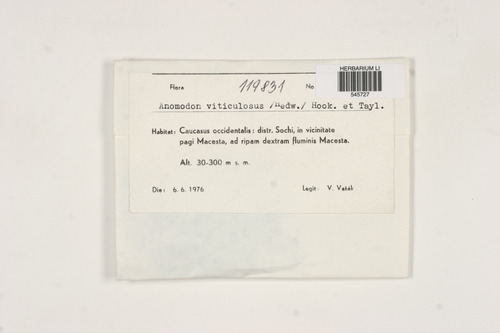 HERBARIUM LI
545727
Flora 119831 No
Anomodon viticulosus /Hedw./ Hook. et Tayl.
Habitat: Caucasus occidentalis: distr. Sochi, in vicinitate
pagi Macesta, ad ripam dextram fluminis Macesta.
Alt. 30-300 m s. m.
Die: 6. 6. 1976 Legit: V. Vašák